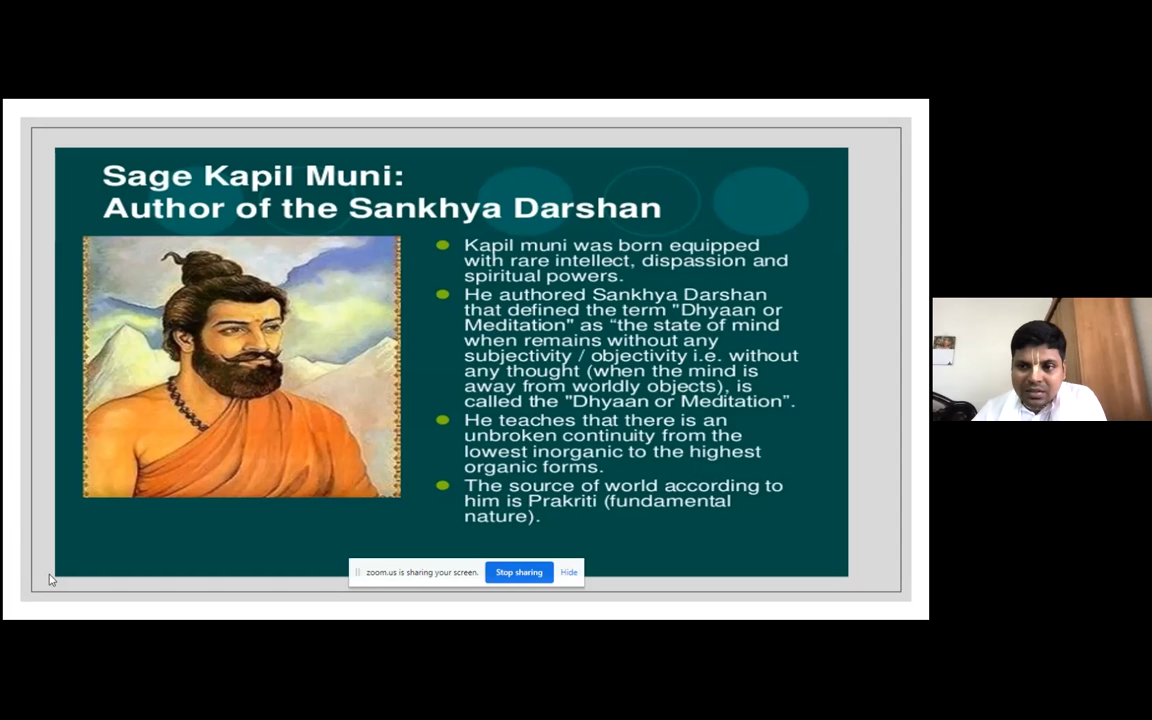 Sage Kapil Muni:
Author of the Sankhya Darshan
Kapil muni was born equipped
with rare intellect, dispassion and
spiritual powers.
He authored Sankhya Darshan
that defined the term "Dhyaan or
Meditation" as “the state of mind
when remains without any
subjectivity / objectivity i.e. without
any thought (when the mind is
away from worldly objects), is
called the "Dhyaan or Meditation”.
He teaches that there is an
unbroken continuity from the
lowest inorganic to the highest
organic forms.
The source of world according to
him is Prakriti (fundamental
nature).
zoom.us is sharing your screen.
Stop sharing
Hide